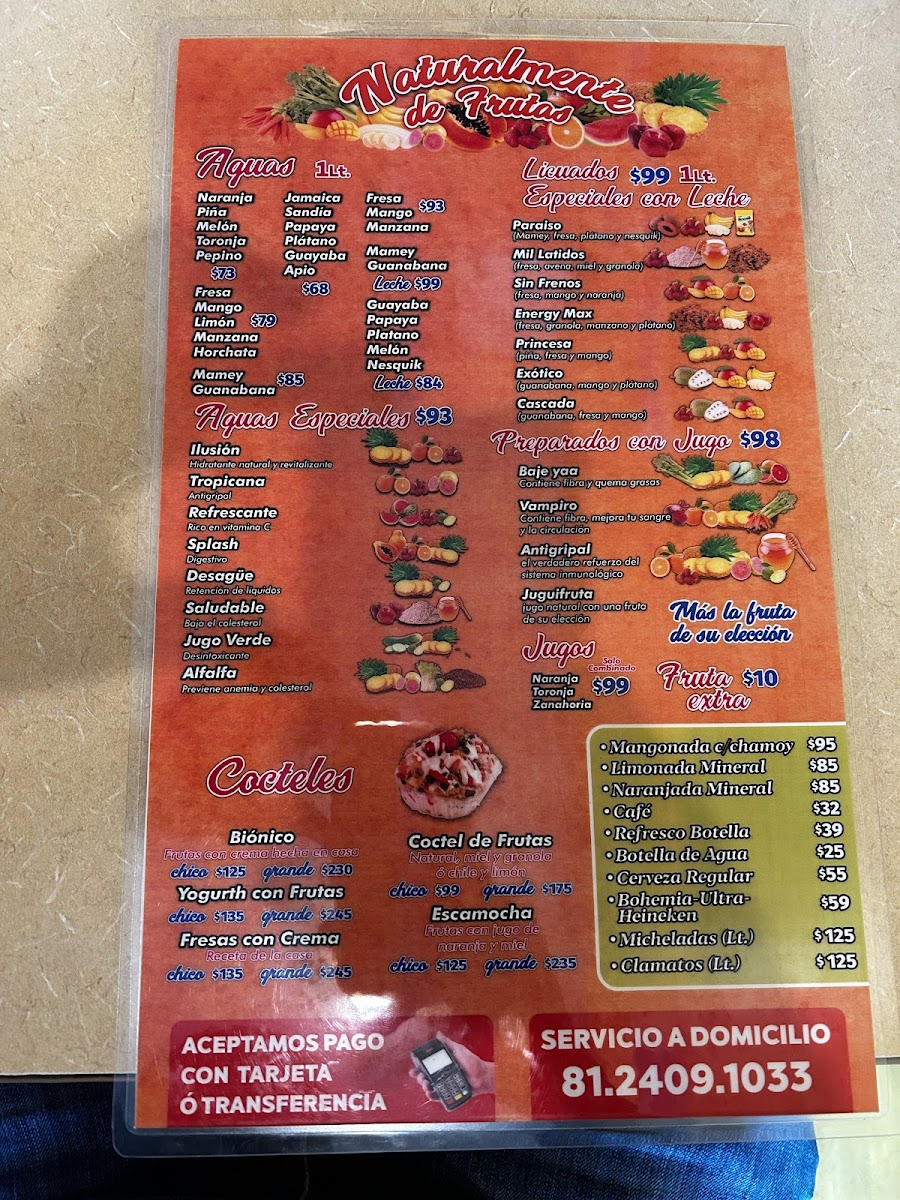 Naturalmente
de Frutas
Aguas 1Lt.
Naranja
Piña
Melón
Toronja
Pepino
$73
Jamaica
Sandía
Papaya
Plátano
Guayaba
Apio
$68
Fresa
Mango $93
Manzana
Mamey
Guanabana
Leche $99
Fresa
Mango
Limón $79
Manzana
Horchata
Mamey
Guanabana $85
Guayaba
Papaya
Platano
Melón
Nesquik
Leche $84
Aguas Especiales $93
Ilusión
Hidratante natural y revitalizante
Tropicana
Antigripal
Refrescante
Rico en vitamina C
Splash
Digestivo
Desagüe
Retencion de liquidos
Saludable
Baja el colesterol
Jugo Verde
Desintoxicante
Alfalfa
Previene anemia y colesterol
Licuados $99 1Lt.
Especiales con Leche
Paraiso
(Mamey, fresa, platano y nesquik)
Mil Latidos
(fresa, avena, miel y granola)
Sin Frenos
(fresa, mango y naranja)
Energy Max
(fresa, granola, manzana y plátano)
Princesa
(piña, fresa y mango)
Exótico
(guanabana, mango y plátano)
Cascada
(guanabana, fresa y mango)
Preparados con Jugo $98
Baje yaa
Contiene fibra y quema grasas
Vampiro
Contiene fibra, mejora tu sangre
y la circulacion
Antigripal
el verdadero refuerzo del
sistema inmunológico
Juguifruta
jugo natural con una fruta
de su eleccion
Más la fruta
de su elección
Jugos
Solo
Combinado
Naranja
Toronja $99
Zanahoria
Fruta $10
extra
Cocteles
Biónico
Frutas con crema hecha en casa
chico $125 grande $230
Yogurth con Frutas
chico $135 grande $245
Fresas con Crema
Receta de la casa
chico $135 grande $245
Coctel de Frutas
Natural, miel y granola
ó chile y limón
chico $99 grande $175
Escamocha
Frutas con jugo de
naranja y miel
chico $125 grande $235
• Mangonada c/chamoy $95
• Limonada Mineral $85
• Naranjada Mineral $85
• Café $32
• Refresco Botella $39
• Botella de Agua $25
• Cerveza Regular $55
• Bohemia-Ultra-
Heineken $59
• Micheladas (Lt.) $125
• Clamatos (Lt.) $125
ACEPTAMOS PAGO
CON TARJETA
Ó TRANSFERENCIA
SERVICIO A DOMICILIO
81.2409.1033